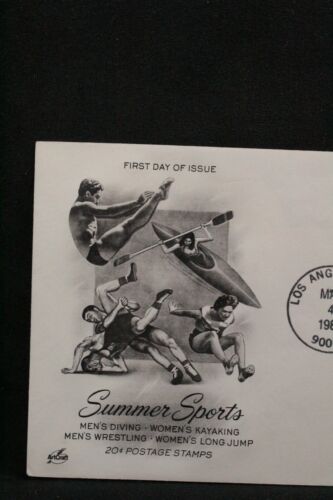 FIRST DAY OF ISSUE
Summer Sports
MEN'S DIVING · WOMEN'S KAYAKING
MEN'S WRESTLING · WOMEN'S LONG JUMP
20¢ POSTAGE STAMPS
ArtCraft
LOS ANG
4
900